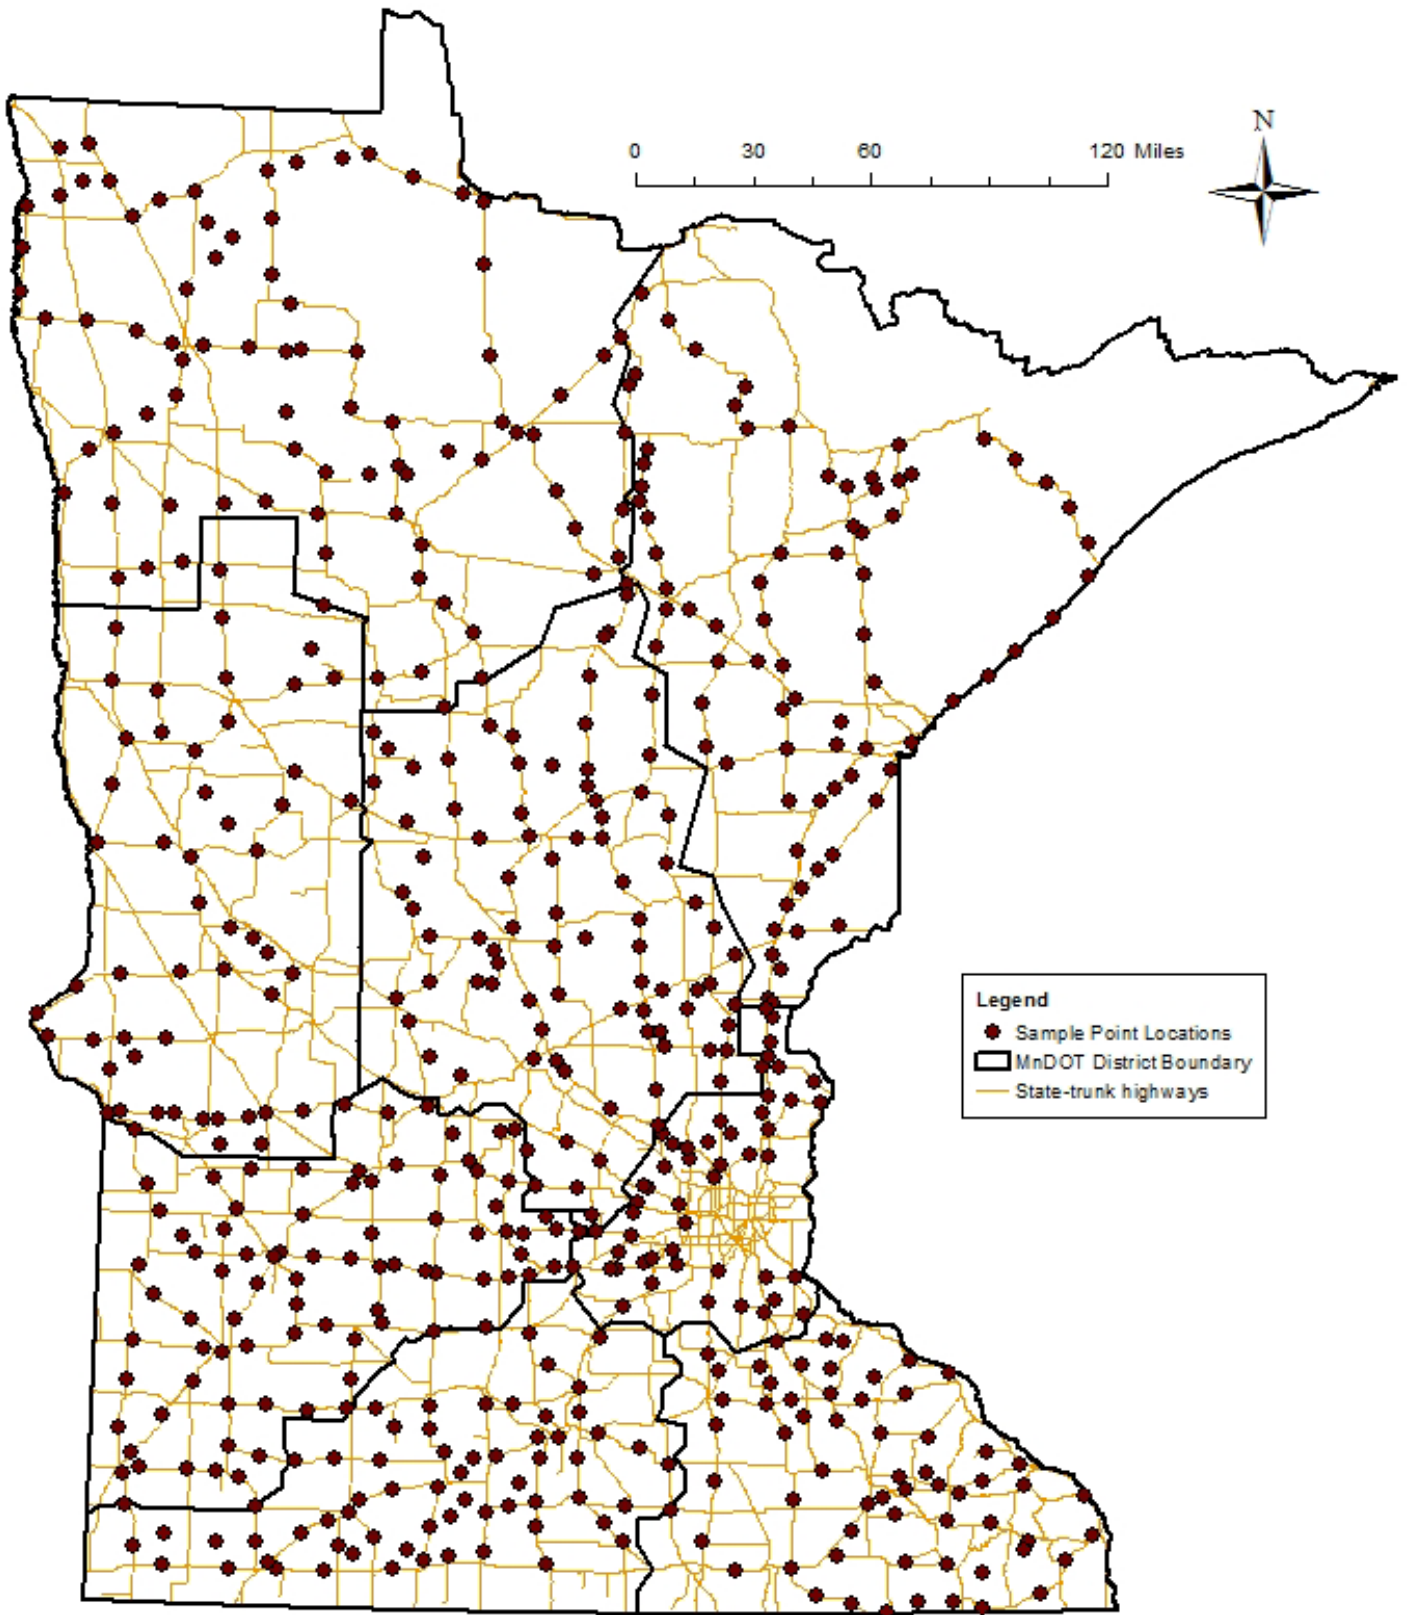 N
0 30 60 120 Miles
Legend
Sample Point Locations
MnDOT District Boundary
State-trunk highways